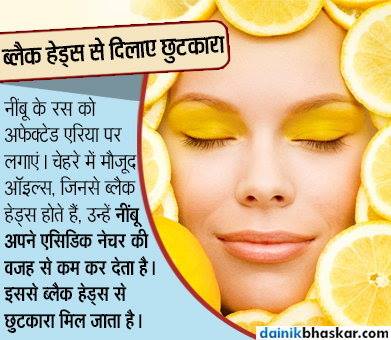 ब्लैक हेड्स से दिलाए छुटकारा
नींबू के रस को
अफेक्टेड एरिया पर
लगाएं। चेहरे में मौजूद
ऑइल्स, जिनसे ब्लैक
हेड्स होते हैं, उन्हें नींबू
अपने एसिडिक नेचर की
वजह से कम कर देता है।
इससे ब्लैक हेड्स से
छुटकारा मिल जाता है।
dainikbhaskar.com